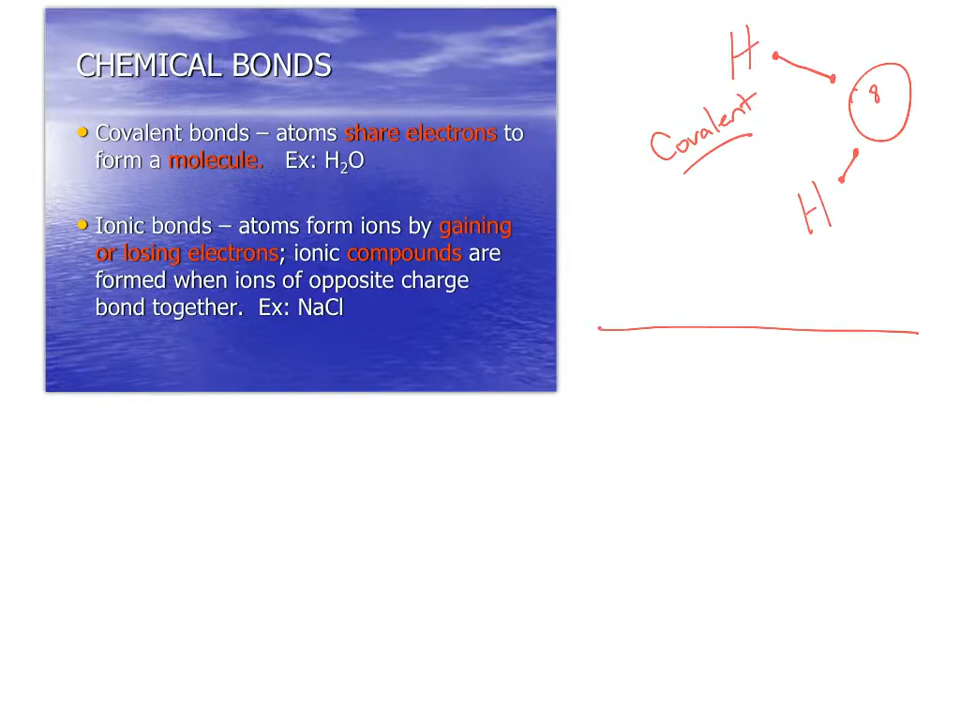 CHEMICAL BONDS
Covalent bonds – atoms share electrons to
form a molecule. Ex: H₂O
Ionic bonds – atoms form ions by gaining
or losing electrons; ionic compounds are
formed when ions of opposite charge
bond together. Ex: NaCl
H
8
Covalent
H